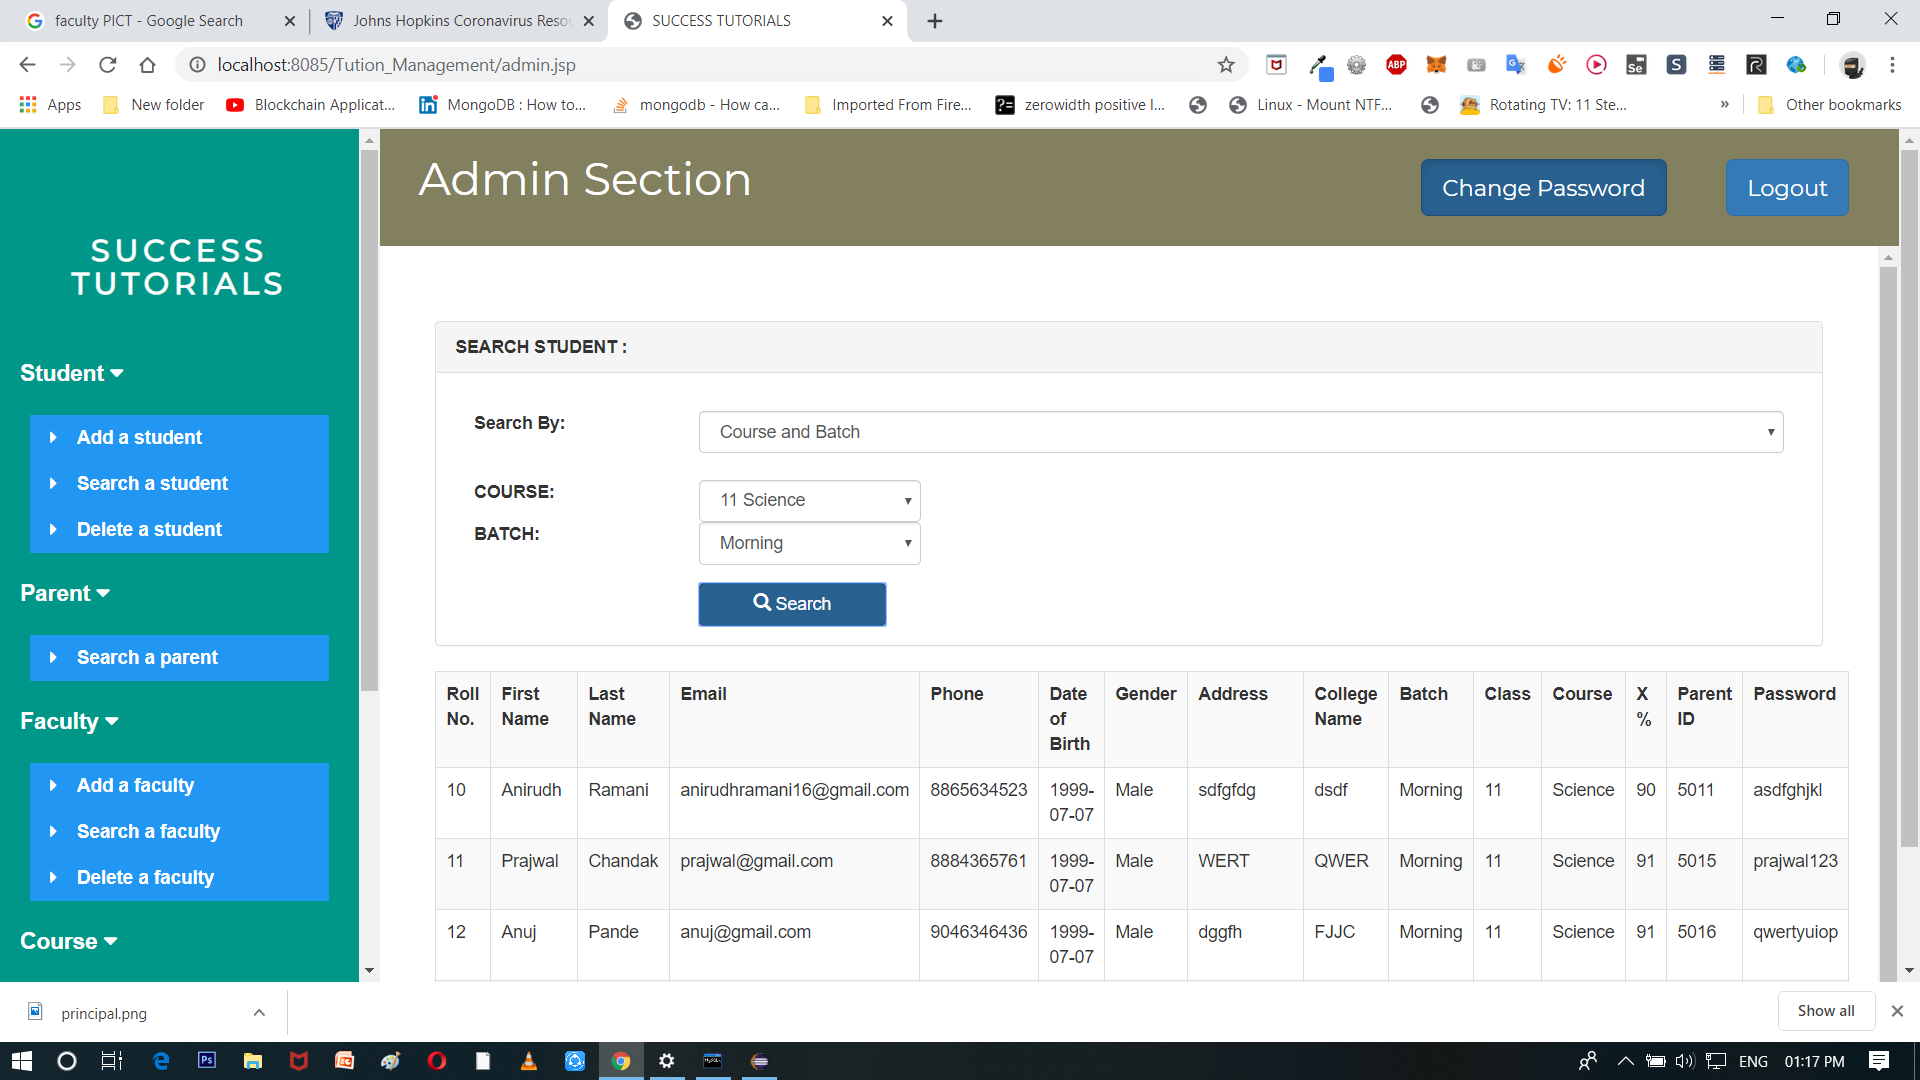 faculty PICT - Google Search
Johns Hopkins Coronavirus Reso
SUCCESS TUTORIALS
localhost:8085/Tution_Management/admin.jsp
Apps
New folder
Blockchain Applicat...
MongoDB : How to...
mongodb - How ca...
Imported From Fire...
zerowidth positive l...
Linux - Mount NTF...
Rotating TV: 11 Ste...
»
Other bookmarks
SUCCESS
TUTORIALS
Student
Add a student
Search a student
Delete a student
Parent
Search a parent
Faculty
Add a faculty
Search a faculty
Delete a faculty
Course
Admin Section
Change Password
Logout
SEARCH STUDENT :
Search By:
Course and Batch
COURSE:
11 Science
BATCH:
Morning
Search
Roll No. First Name Last Name Email Phone Date of Birth Gender Address College Name Batch Class Course X % Parent ID Password
10 Anirudh Ramani anirudhramani16@gmail.com 8865634523 1999-07-07 Male sdfgfdg dsdf Morning 11 Science 90 5011 asdfghjkl
11 Prajwal Chandak prajwal@gmail.com 8884365761 1999-07-07 Male WERT QWER Morning 11 Science 91 5015 prajwal123
12 Anuj Pande anuj@gmail.com 9046346436 1999-07-07 Male dggfh FJJC Morning 11 Science 91 5016 qwertyuiop
principal.png
Show all
ENG
01:17 PM